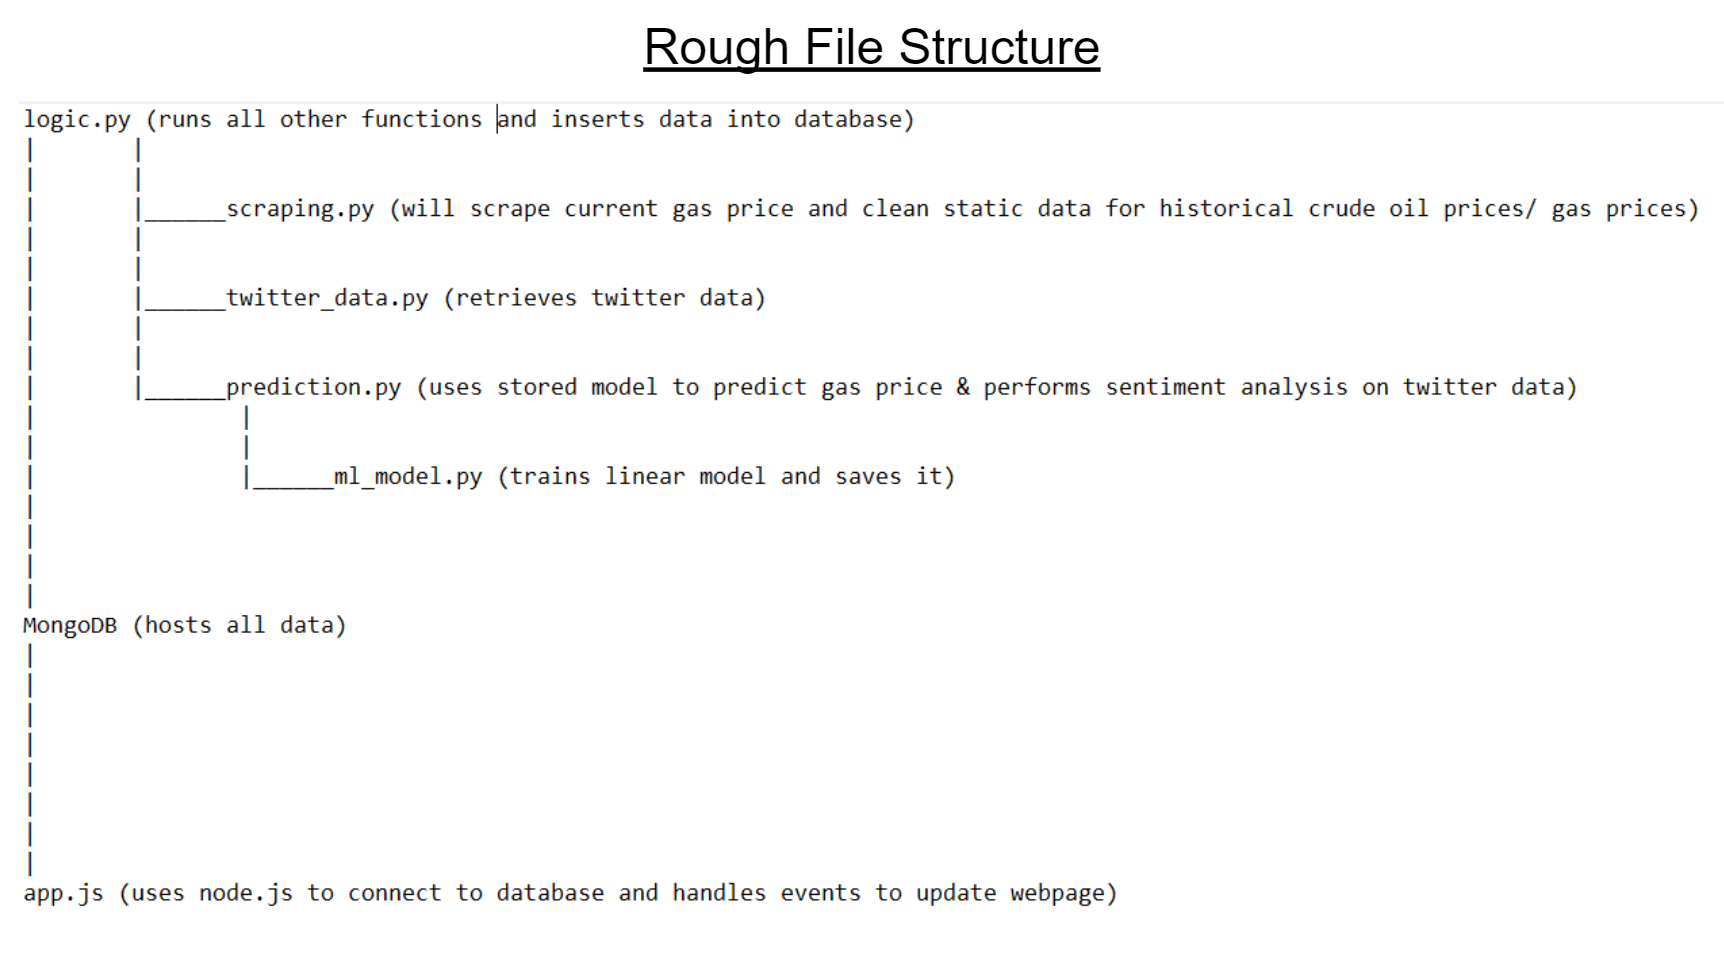 Rough File Structure
logic.py (runs all other functions and inserts data into database)
|______scraping.py (will scrape current gas price and clean static data for historical crude oil prices/ gas prices)
|______twitter_data.py (retrieves twitter data)
|______prediction.py (uses stored model to predict gas price & performs sentiment analysis on twitter data)
|______ml_model.py (trains linear model and saves it)
MongoDB (hosts all data)
app.js (uses node.js to connect to database and handles events to update webpage)